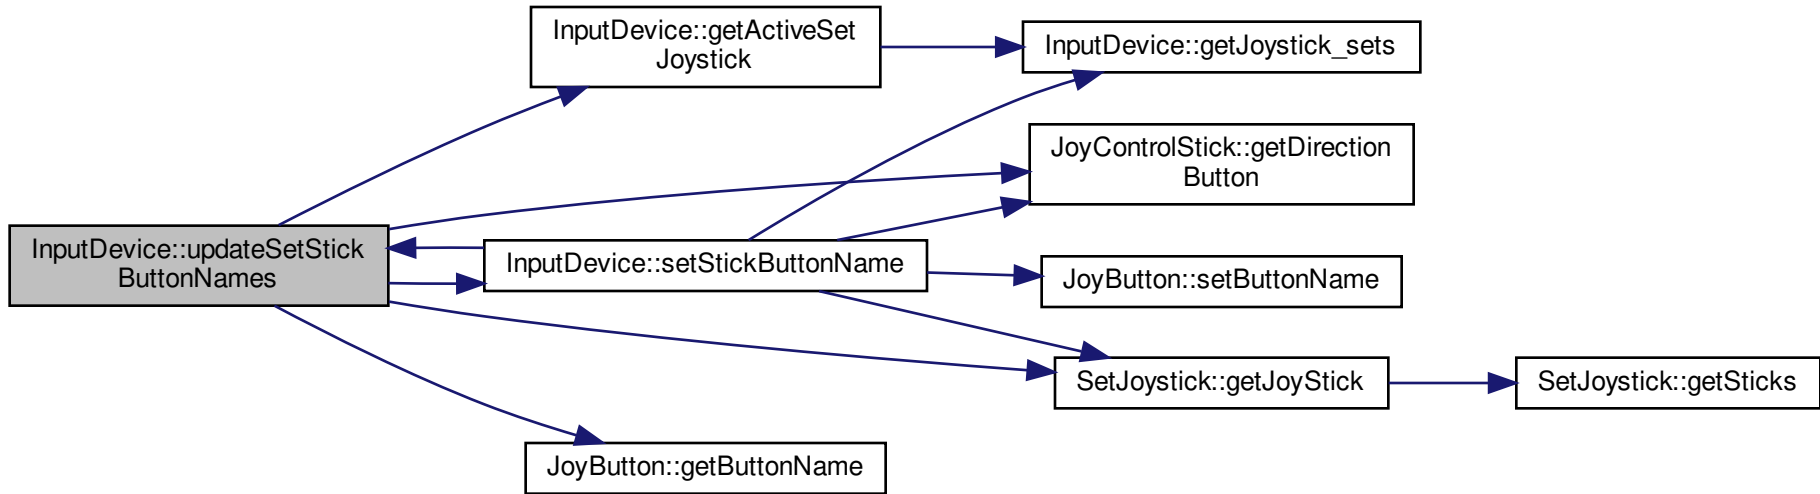 InputDevice::getActiveSet
Joystick
InputDevice::getJoystick_sets
JoyControlStick::getDirection
Button
InputDevice::updateSetStick
ButtonNames
InputDevice::setStickButtonName
JoyButton::setButtonName
SetJoystick::getJoyStick
SetJoystick::getSticks
JoyButton::getButtonName